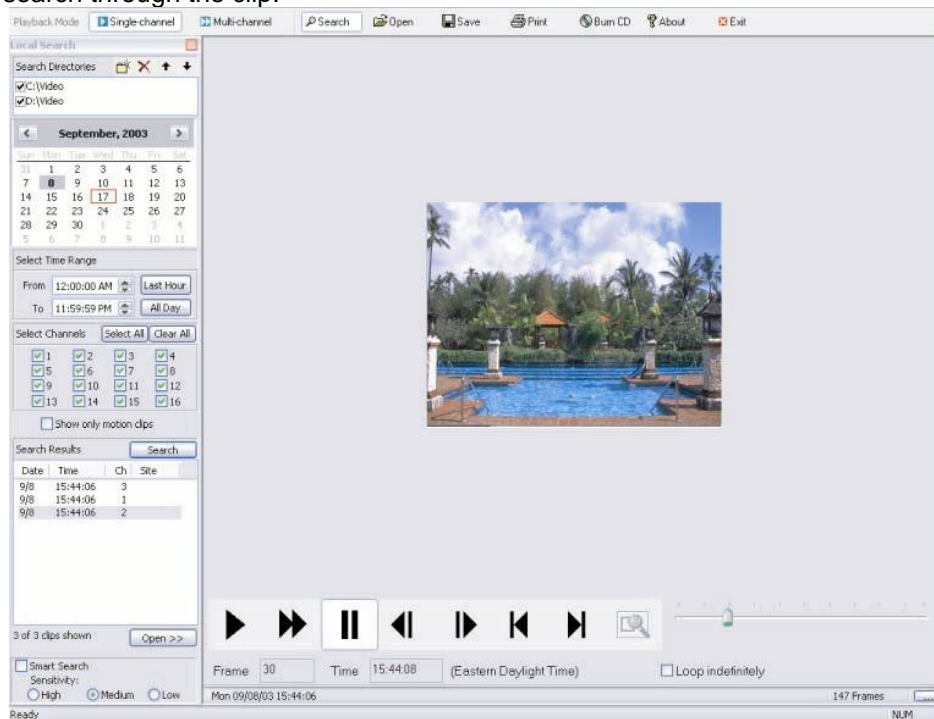 search through the clip.
Playback Mode Single-channel Multi-channel Search Open Save Print Burn CD About Exit
Local Search
Search Directories
C:\Video
D:\Video
September, 2003
Sun Mon Tue Wed Thu Fri Sat
31 1 2 3 4 5 6
7 8 9 10 11 12 13
14 15 16 17 18 19 20
21 22 23 24 25 26 27
28 29 30 1 2 3 4
5 6 7 8 9 10 11
Select Time Range
From 12:00:00 AM Last Hour
To 11:59:59 PM All Day
Select Channels Select All Clear All
1 2 3 4
5 6 7 8
9 10 11 12
13 14 15 16
Show only motion clips
Search Results Search
Date Time Ch Site
9/8 15:44:06 3
9/8 15:44:06 1
9/8 15:44:06 2
3 of 3 clips shown Open >>
Smart Search
Sensitivity:
High Medium Low
Frame 30 Time 15:44:08 (Eastern Daylight Time) Loop indefinitely
Mon 09/08/03 15:44:06 147 Frames ...
Ready NUM